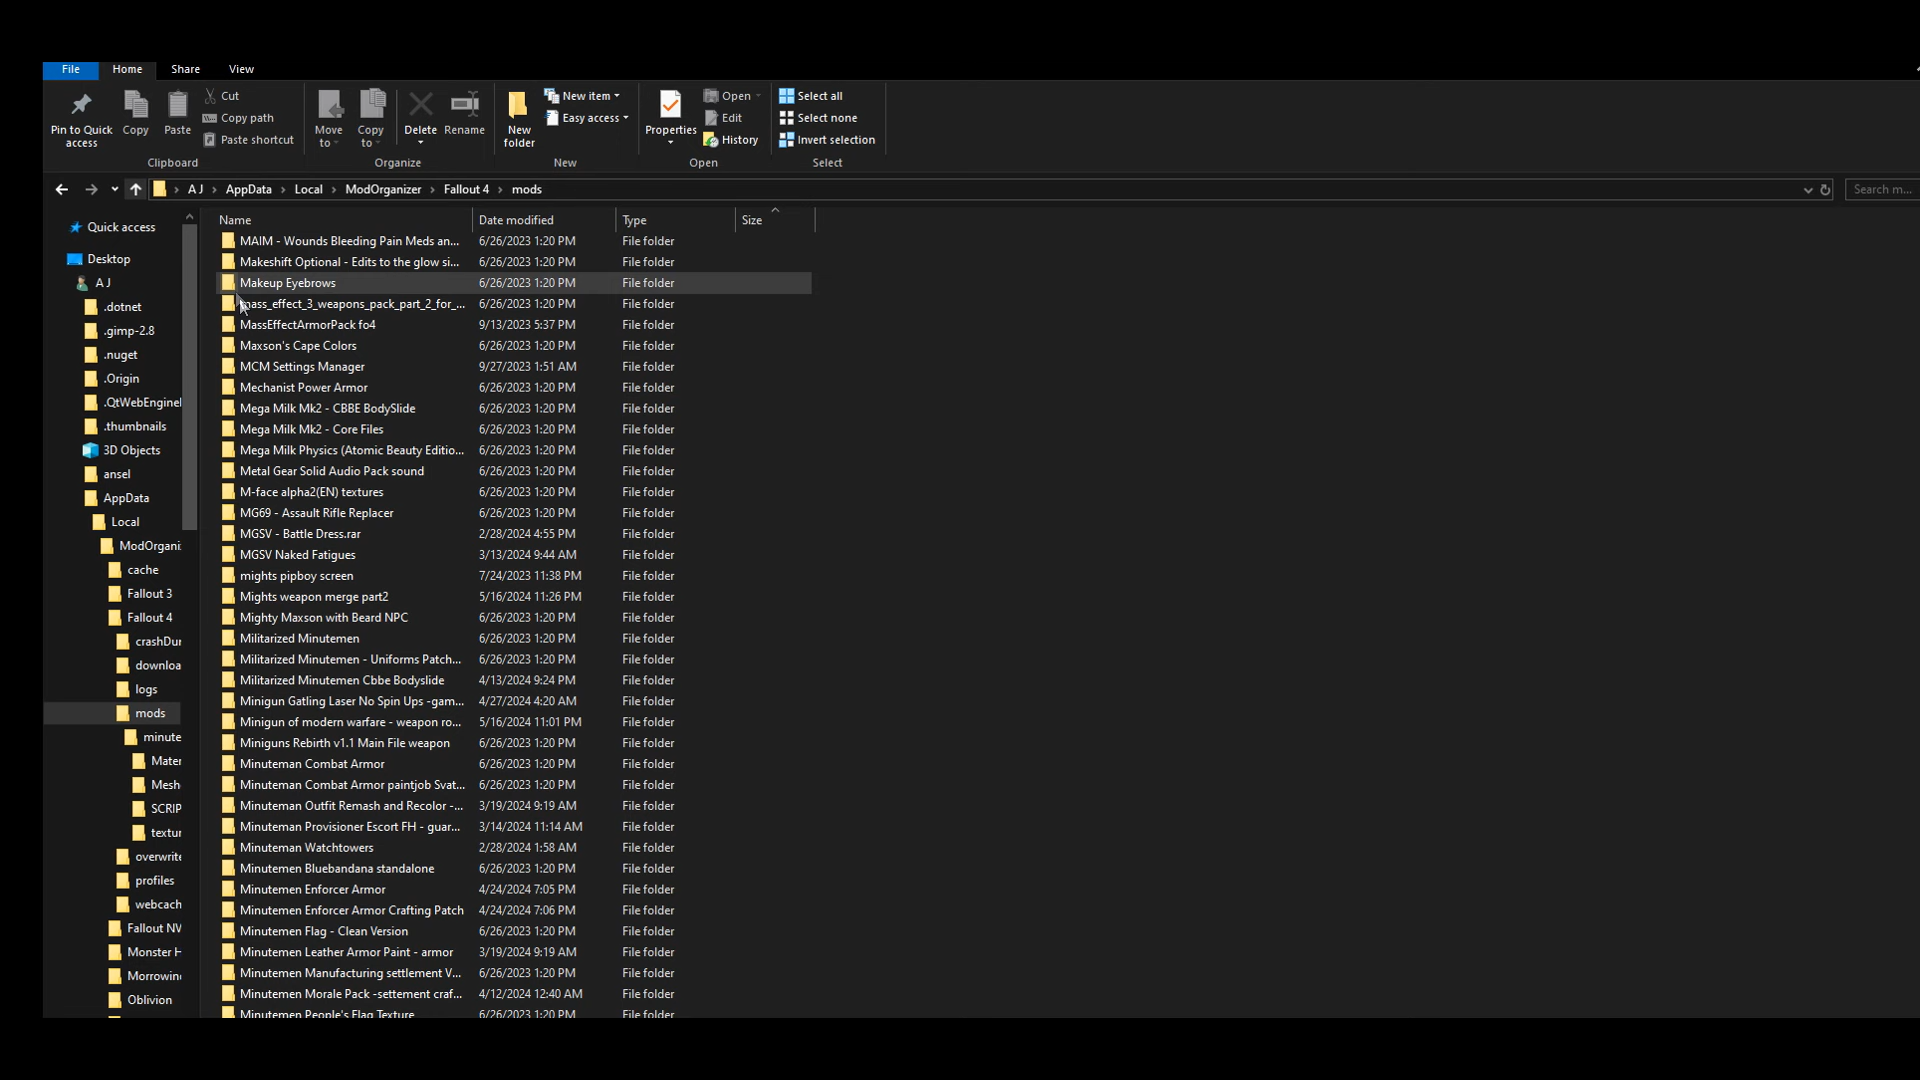 File Home Share View
Pin to Quick access
Copy
Paste
Cut
Copy path
Paste shortcut
Clipboard
Move to
Copy to
Delete
Rename
Organize
New folder
New item
Easy access
New
Properties
Open
Edit
History
Open
Select all
Select none
Invert selection
Select
A J > AppData > Local > ModOrganizer > Fallout 4 > mods
Search m...
Quick access
Desktop
A J
.dotnet
.gimp-2.8
.nuget
.Origin
.QtWebEngineI
.thumbnails
3D Objects
ansel
AppData
Local
ModOrgani
cache
Fallout 3
Fallout 4
crashDu
downloa
logs
mods
minute
Mater
Mesh
SCRIP
textur
overwrite
profiles
webcach
Fallout NV
Monster H
Morrowin
Oblivion
Name Date modified Type Size
MAIM - Wounds Bleeding Pain Meds an... 6/26/2023 1:20 PM File folder
Makeshift Optional - Edits to the glow si... 6/26/2023 1:20 PM File folder
Makeup Eyebrows 6/26/2023 1:20 PM File folder
mass_effect_3_weapons_pack_part_2_for_... 6/26/2023 1:20 PM File folder
MassEffectArmorPack fo4 9/13/2023 5:37 PM File folder
Maxson's Cape Colors 6/26/2023 1:20 PM File folder
MCM Settings Manager 9/27/2023 1:51 AM File folder
Mechanist Power Armor 6/26/2023 1:20 PM File folder
Mega Milk Mk2 - CBBE BodySlide 6/26/2023 1:20 PM File folder
Mega Milk Mk2 - Core Files 6/26/2023 1:20 PM File folder
Mega Milk Physics (Atomic Beauty Editio... 6/26/2023 1:20 PM File folder
Metal Gear Solid Audio Pack sound 6/26/2023 1:20 PM File folder
M-face alpha2(EN) textures 6/26/2023 1:20 PM File folder
MG69 - Assault Rifle Replacer 6/26/2023 1:20 PM File folder
MGSV - Battle Dress.rar 2/28/2024 4:55 PM File folder
MGSV Naked Fatigues 3/13/2024 9:44 AM File folder
mights pipboy screen 7/24/2023 11:38 PM File folder
Mights weapon merge part2 5/16/2024 11:26 PM File folder
Mighty Maxson with Beard NPC 6/26/2023 1:20 PM File folder
Militarized Minutemen 6/26/2023 1:20 PM File folder
Militarized Minutemen - Uniforms Patch... 6/26/2023 1:20 PM File folder
Militarized Minutemen Cbbe Bodyslide 4/13/2024 9:24 PM File folder
Minigun Gatling Laser No Spin Ups -gam... 4/27/2024 4:20 AM File folder
Minigun of modern warfare - weapon ro... 5/16/2024 11:01 PM File folder
Miniguns Rebirth v1.1 Main File weapon 6/26/2023 1:20 PM File folder
Minuteman Combat Armor 6/26/2023 1:20 PM File folder
Minuteman Combat Armor paintjob Svat... 6/26/2023 1:20 PM File folder
Minuteman Outfit Remash and Recolor -... 3/19/2024 9:19 AM File folder
Minuteman Provisioner Escort FH - guar... 3/14/2024 11:14 AM File folder
Minuteman Watchtowers 2/28/2024 1:58 AM File folder
Minutemen Bluebandana standalone 6/26/2023 1:20 PM File folder
Minutemen Enforcer Armor 4/24/2024 7:05 PM File folder
Minutemen Enforcer Armor Crafting Patch 4/24/2024 7:06 PM File folder
Minutemen Flag - Clean Version 6/26/2023 1:20 PM File folder
Minutemen Leather Armor Paint - armor 3/19/2024 9:19 AM File folder
Minutemen Manufacturing settlement V... 6/26/2023 1:20 PM File folder
Minutemen Morale Pack -settement craf... 4/12/2024 12:40 AM File folder
Minutemen People's Flag Texture 6/26/2023 1:20 PM File folder